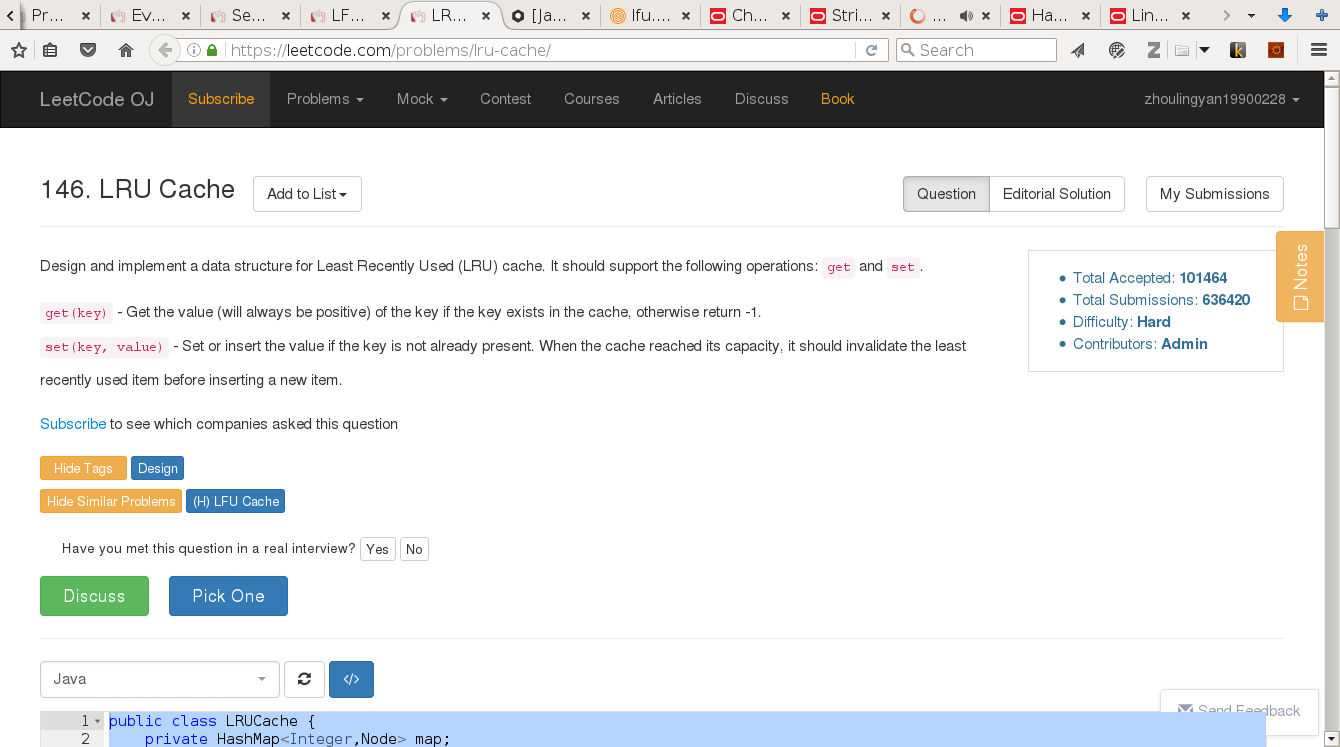 Pr... Ev... Se... LF... LR... [Ja... Ifu... Ch... Stri... ... Ha... Lin...
https://leetcode.com/problems/lru-cache/ Search
LeetCode OJ Subscribe Problems Mock Contest Courses Articles Discuss Book zhoulingyan19900228
146. LRU Cache Add to List Question Editorial Solution My Submissions
Design and implement a data structure for Least Recently Used (LRU) cache. It should support the following operations: get and set.
get(key) - Get the value (will always be positive) of the key if the key exists in the cache, otherwise return -1.
set(key, value) - Set or insert the value if the key is not already present. When the cache reached its capacity, it should invalidate the least
recently used item before inserting a new item.
Total Accepted: 101464
Total Submissions: 636420
Difficulty: Hard
Contributors: Admin
Notes
Subscribe to see which companies asked this question
Hide Tags Design
Hide Similar Problems (H) LFU Cache
Have you met this question in a real interview? Yes No
Discuss Pick One
Java </>
Send Feedback
1 public class LRUCache {
2 private HashMap<Integer,Node> map;